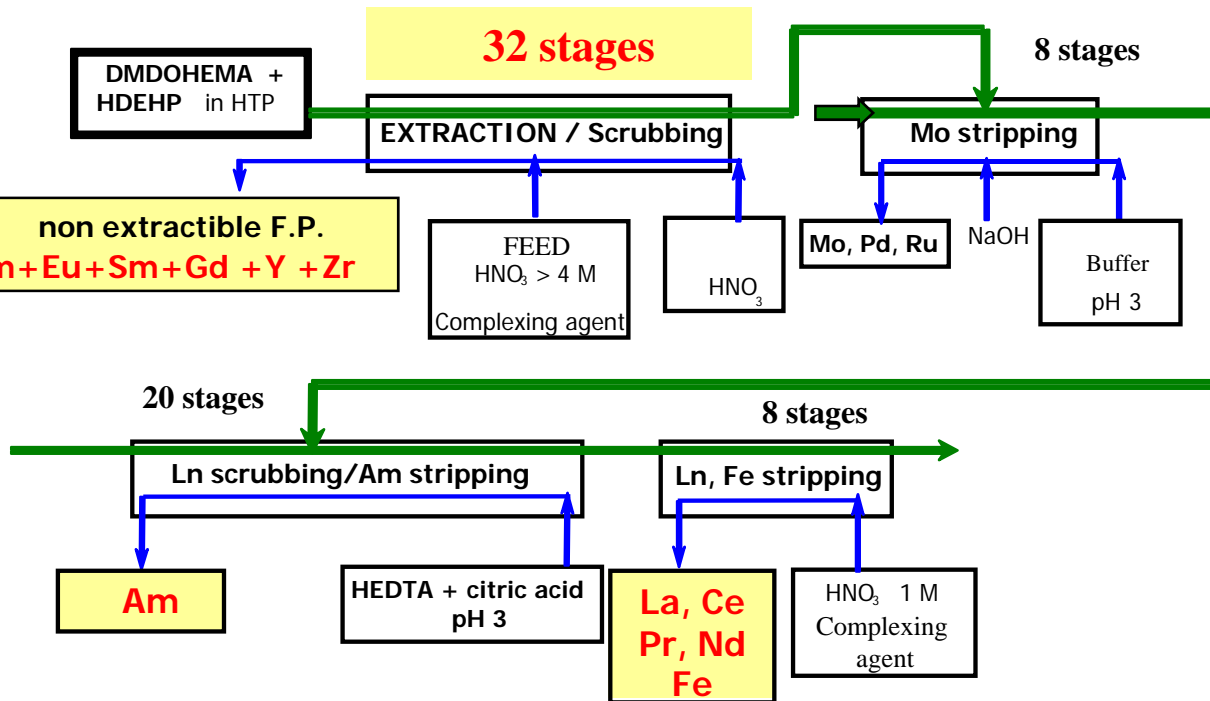 32 stages
8 stages
DMDOHEMA +
HDEHP in HTP
EXTRACTION / Scrubbing
Mo stripping
non extractible F.P.
+Eu+Sm+Gd +Y +Zr
FEED
HNO₃ > 4 M
Complexing agent
HNO₃
Mo, Pd, Ru
NaOH
Buffer
pH 3
20 stages
8 stages
Ln scrubbing/Am stripping
Ln, Fe stripping
Am
HEDTA + citric acid
pH 3
La, Ce
Pr, Nd
Fe
HNO₃ 1 M
Complexing
agent